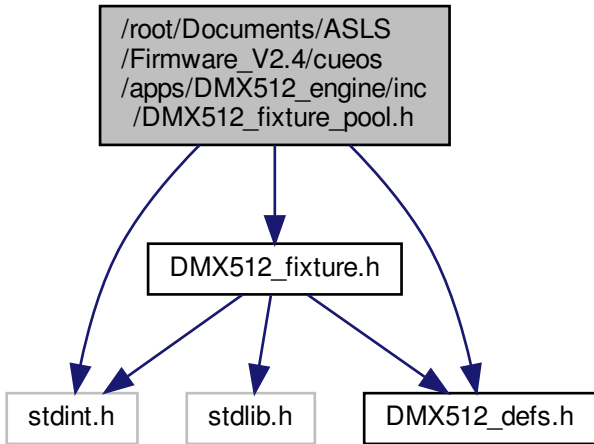 /root/Documents/ASLS
/Firmware_V2.4/cueos
/apps/DMX512_engine/inc
/DMX512_fixture_pool.h
DMX512_fixture.h
stdint.h
stdlib.h
DMX512_defs.h